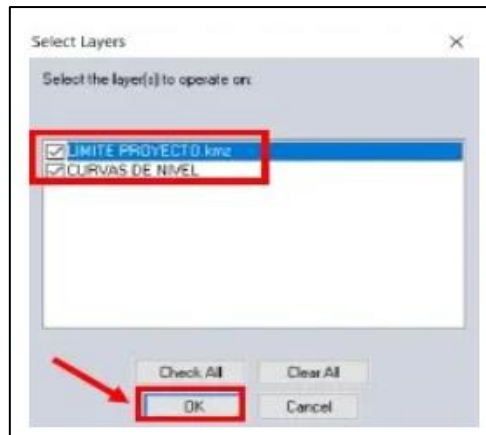 Select Layers
Select the layer(s) to operate on:
LIMITE PROYECTO.kmz
CURVAS DE NIVEL
Check All
Clear All
OK
Cancel